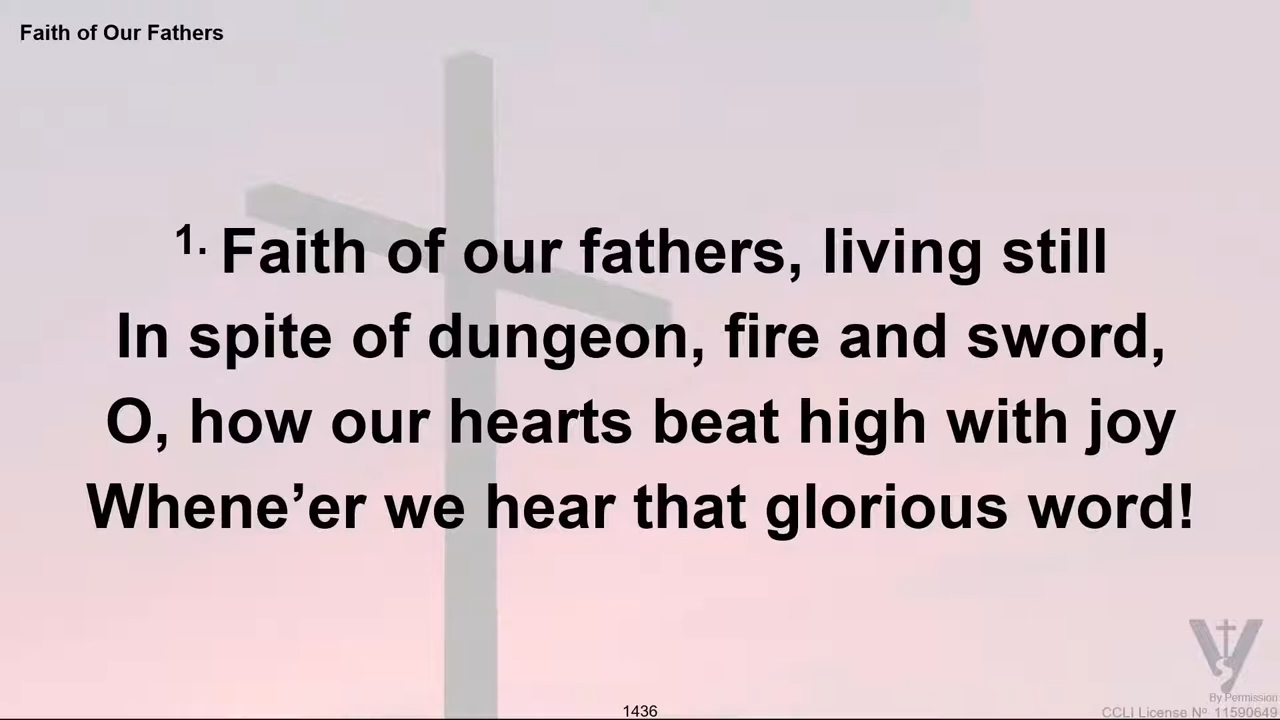 Faith of Our Fathers
1. Faith of our fathers, living still
In spite of dungeon, fire and sword,
O, how our hearts beat high with joy
Whene’er we hear that glorious word!
By Permission
1436
CCLI License Nº 11590649